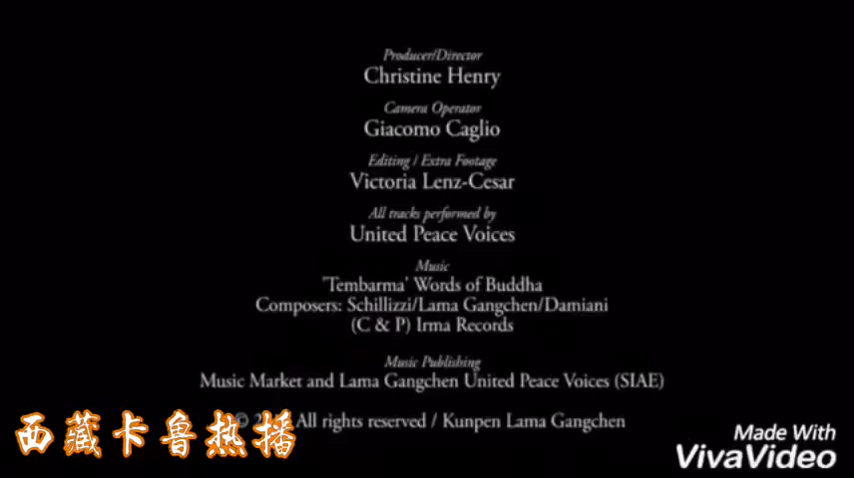 Producer/Director
Christine Henry
Camera Operator
Giacomo Caglio
Editing / Extra Footage
Victoria Lenz-Cesar
All tracks performed by
United Peace Voices
Music
'Tembarma' Words of Buddha
Composers: Schillizzi/Lama Gangchen/Damiani
(C & P) Irma Records
Music Publishing
Music Market and Lama Gangchen United Peace Voices (SIAE)
© All rights reserved / Kunpen Lama Gangchen
西藏卡鲁热播
Made With
VivaVideo